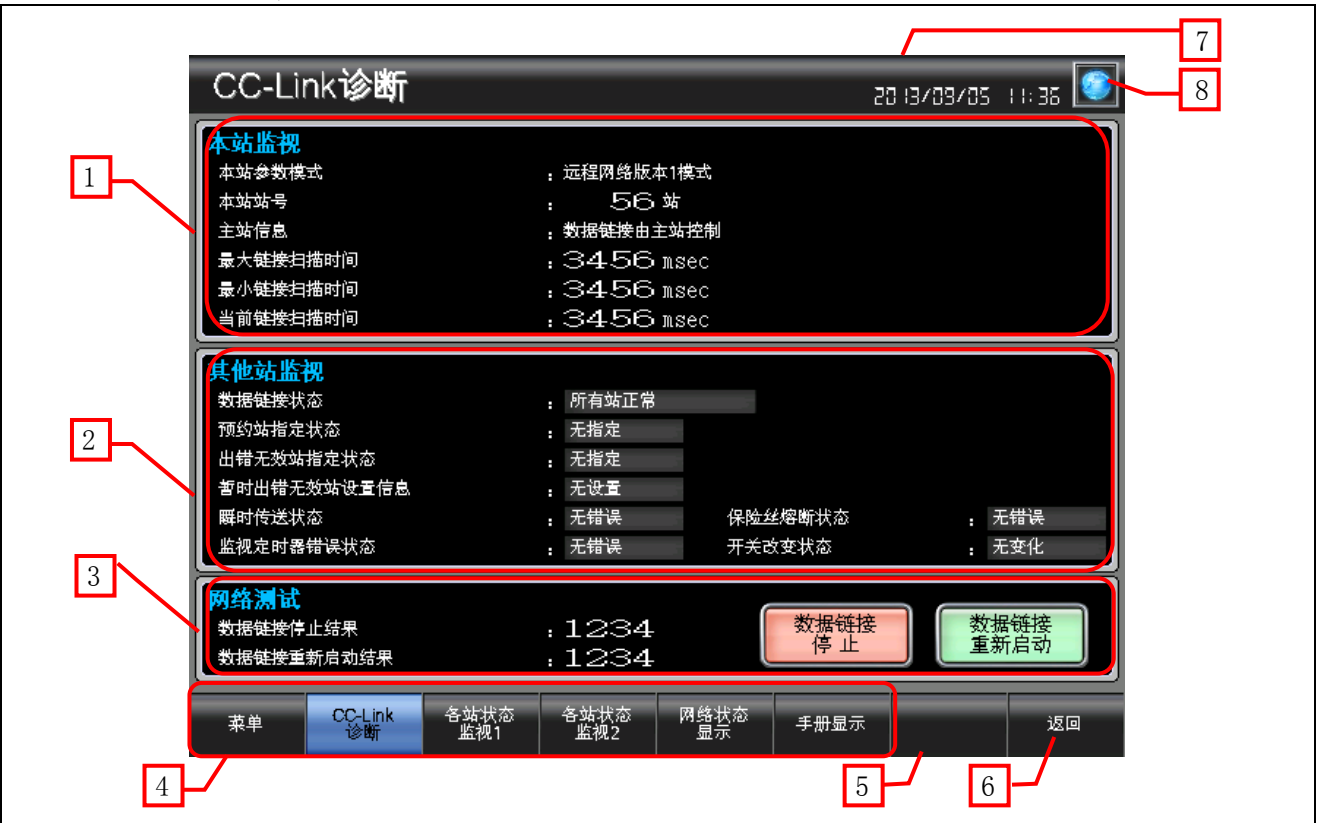 7
CC-Link诊断
2013/03/05 11:36
8
本站监视
1
本站参数模式 : 远程网络版本1模式
本站站号 : 56 站
主站信息 : 数据链接由主站控制
最大链接扫描时间 : 3456 msec
最小链接扫描时间 : 3456 msec
当前链接扫描时间 : 3456 msec
其他站监视
数据链接状态 : 所有站正常
2
预约站指定状态 : 无指定
出错无效站指定状态 : 无指定
暂时出错无效站设置信息 : 无设置
瞬时传送状态 : 无错误 保险丝熔断状态 : 无错误
监视定时器错误状态 : 无错误 开关改变状态 : 无变化
3
网络测试
数据链接停止结果 : 1234
数据链接重新启动结果 : 1234
数据链接
停 止
数据链接
重新启动
菜单
CC-Link
诊断
各站状态
监视1
各站状态
监视2
网络状态
显示
手册显示
返回
4
5
6